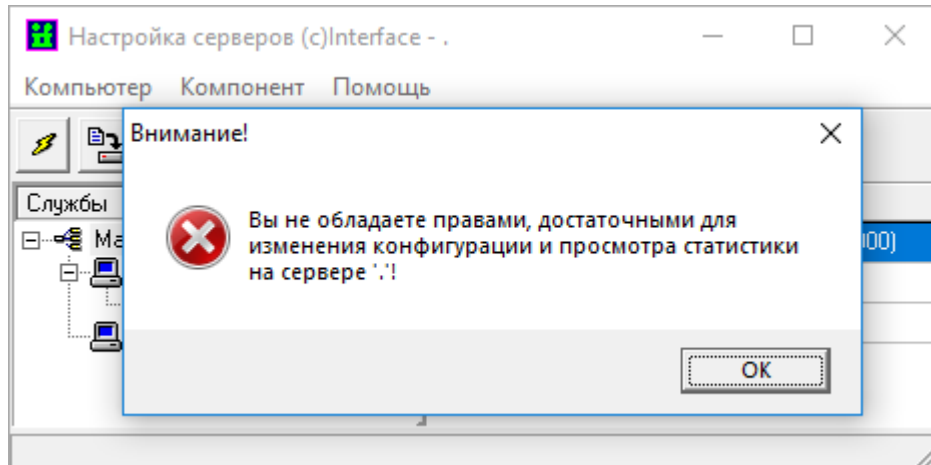 Настройка серверов (c)Interface - .
Компьютер Компонент Помощь
Внимание!
Службы
Вы не обладаете правами, достаточными для
изменения конфигурации и просмотра статистики
на сервере '.'!
OK